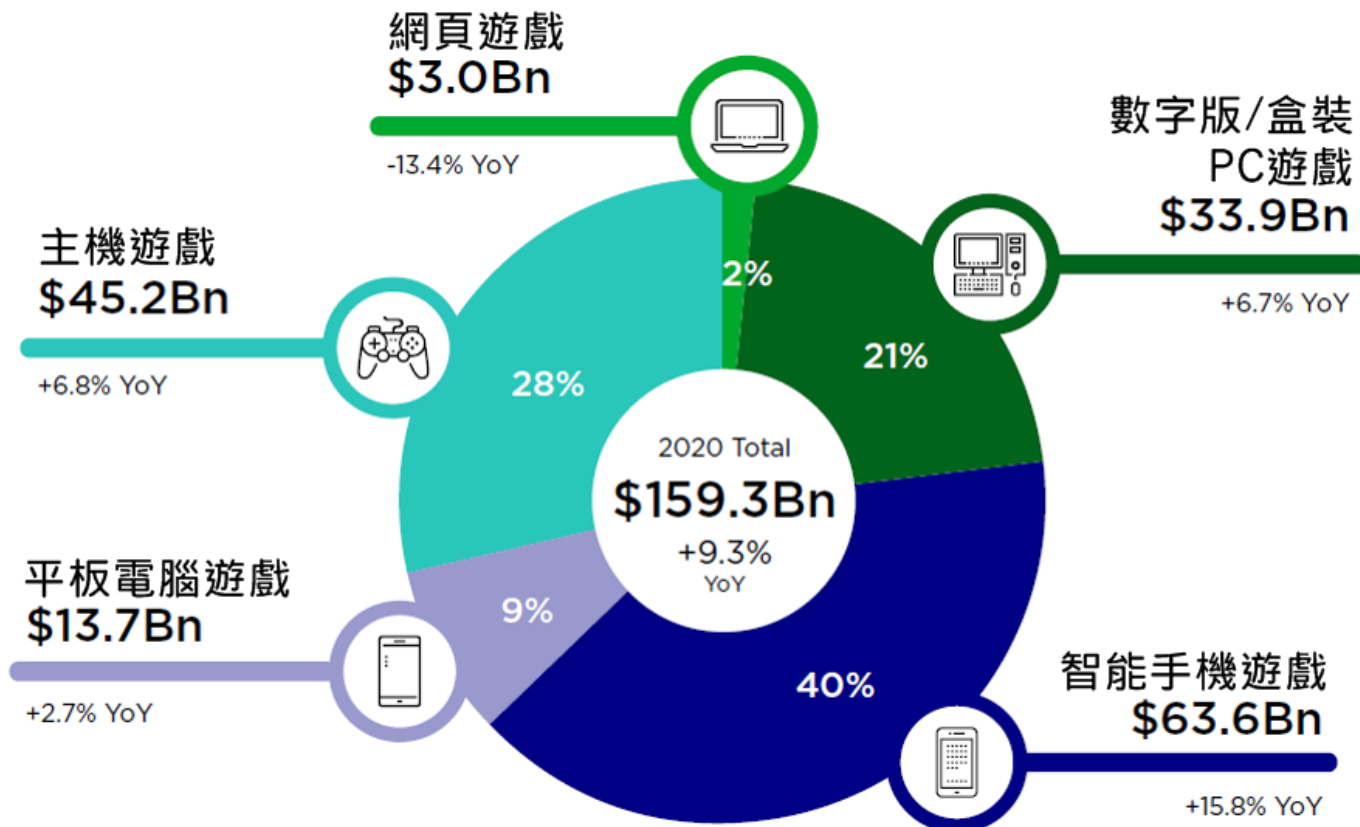 網頁遊戲
$3.0Bn
-13.4% YoY
數字版/盒裝
PC遊戲
$33.9Bn
+6.7% YoY
主機遊戲
$45.2Bn
+6.8% YoY
2%
21%
28%
2020 Total
$159.3Bn
+9.3%
YoY
平板電腦遊戲
$13.7Bn
+2.7% YoY
9%
40%
智能手機遊戲
$63.6Bn
+15.8% YoY